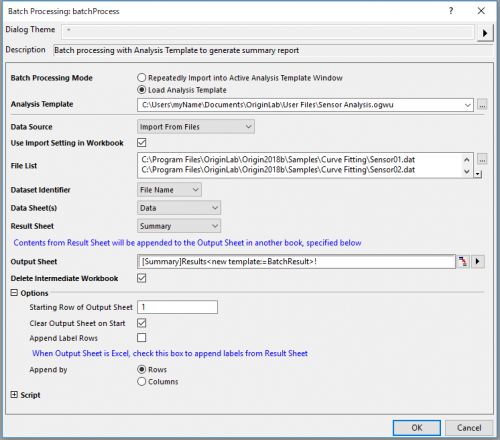 Batch Processing: batchProcess ? ×
Dialog Theme *
Description Batch processing with Analysis Template to generate summary report
Batch Processing Mode Repeatedly Import into Active Analysis Template Window
Load Analysis Template
Analysis Template C:\Users\myName\Documents\OriginLab\User Files\Sensor Analysis.ogwu ...
Data Source Import From Files
Use Import Setting in Workbook
File List C:\Program Files\OriginLab\Origin2018b\Samples\Curve Fitting\Sensor01.dat ...
C:\Program Files\OriginLab\Origin2018b\Samples\Curve Fitting\Sensor02.dat
Dataset Identifier File Name
Data Sheet(s) Data
Result Sheet Summary
Contents from Result Sheet will be appended to the Output Sheet in another book, specified below
Output Sheet [Summary]Results<new template:=BatchResult>!
Delete Intermediate Workbook
Options
Starting Row of Output Sheet 1
Clear Output Sheet on Start
Append Label Rows
When Output Sheet is Excel, check this box to append labels from Result Sheet
Append by Rows
Columns
Script
OK Cancel